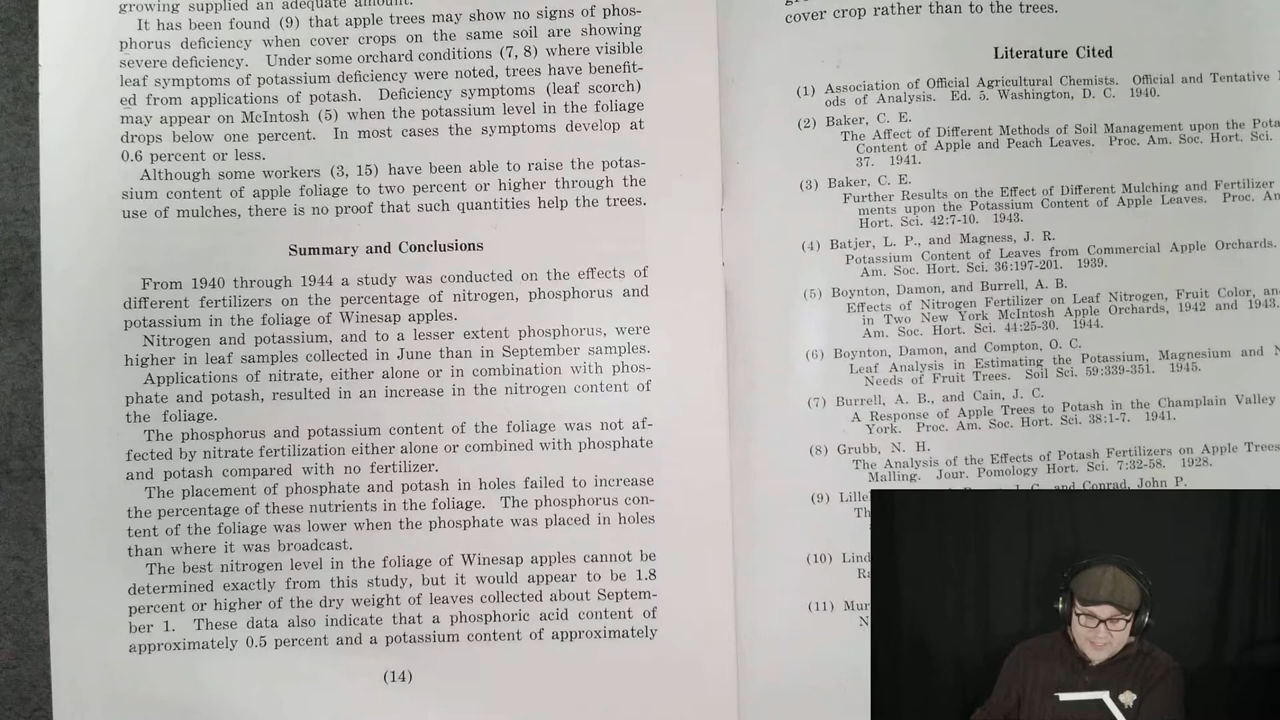 growing supplied an adequate amount.
It has been found (9) that apple trees may show no signs of phos-
phorus deficiency when cover crops on the same soil are showing
severe deficiency. Under some orchard conditions (7, 8) where visible
leaf symptoms of potassium deficiency were noted, trees have benefit-
ed from applications of potash. Deficiency symptoms (leaf scorch)
may appear on McIntosh (5) when the potassium level in the foliage
drops below one percent. In most cases the symptoms develop at
0.6 percent or less.
Although some workers (3, 15) have been able to raise the potas-
sium content of apple foliage to two percent or higher through the
use of mulches, there is no proof that such quantities help the trees.
Summary and Conclusions
From 1940 through 1944 a study was conducted on the effects of
different fertilizers on the percentage of nitrogen, phosphorus and
potassium in the foliage of Winesap apples.
Nitrogen and potassium, and to a lesser extent phosphorus, were
higher in leaf samples collected in June than in September samples.
Applications of nitrate, either alone or in combination with phos-
phate and potash, resulted in an increase in the nitrogen content of
the foliage.
The phosphorus and potassium content of the foliage was not af-
fected by nitrate fertilization either alone or combined with phosphate
and potash compared with no fertilizer.
The placement of phosphate and potash in holes failed to increase
the percentage of these nutrients in the foliage. The phosphorus con-
tent of the foliage was lower when the phosphate was placed in holes
than where it was broadcast.
The best nitrogen level in the foliage of Winesap apples cannot be
determined exactly from this study, but it would appear to be 1.8
percent or higher of the dry weight of leaves collected about Septem-
ber 1. These data also indicate that a phosphoric acid content of
approximately 0.5 percent and a potassium content of approximately
(14)
cover crop rather than to the trees.
Literature Cited
(1) Association of Official Agricultural Chemists. Official and Tentative
ods of Analysis. Ed. 5. Washington, D. C. 1940.
(2) Baker, C. E.
The Affect of Different Methods of Soil Management upon the Pota
Content of Apple and Peach Leaves. Proc. Am. Soc. Hort. Sci.
37. 1941.
(3) Baker, C. E.
Further Results on the Effect of Different Mulching and Fertilizer
ments upon the Potassium Content of Apple Leaves. Proc. Am
Hort. Sci. 42:7-10. 1943.
(4) Batjer, L. P., and Magness, J. R.
Potassium Content of Leaves from Commercial Apple Orchards.
Am. Soc. Hort. Sci. 36:197-201. 1939.
(5) Boynton, Damon, and Burrell, A. B.
Effects of Nitrogen Fertilizer on Leaf Nitrogen, Fruit Color, and
in Two New York McIntosh Apple Orchards, 1942 and 1943.
Am. Soc. Hort. Sci. 44:25-30. 1944.
(6) Boynton, Damon, and Compton, O. C.
Leaf Analysis in Estimating the Potassium, Magnesium and N
Needs of Fruit Trees. Soil Sci. 59:339-351. 1945.
(7) Burrell, A. B., and Cain, J. C.
A Response of Apple Trees to Potash in the Champlain Valley
York. Proc. Am. Soc. Hort. Sci. 38:1-7. 1941.
(8) Grubb, N. H.
The Analysis of the Effects of Potash Fertilizers on Apple Trees
Malling. Jour. Pomology Hort. Sci. 7:32-58. 1928.
(9) Lille and Conrad, John P.
Th
(10) Lind
Ra
(11) Mur
N